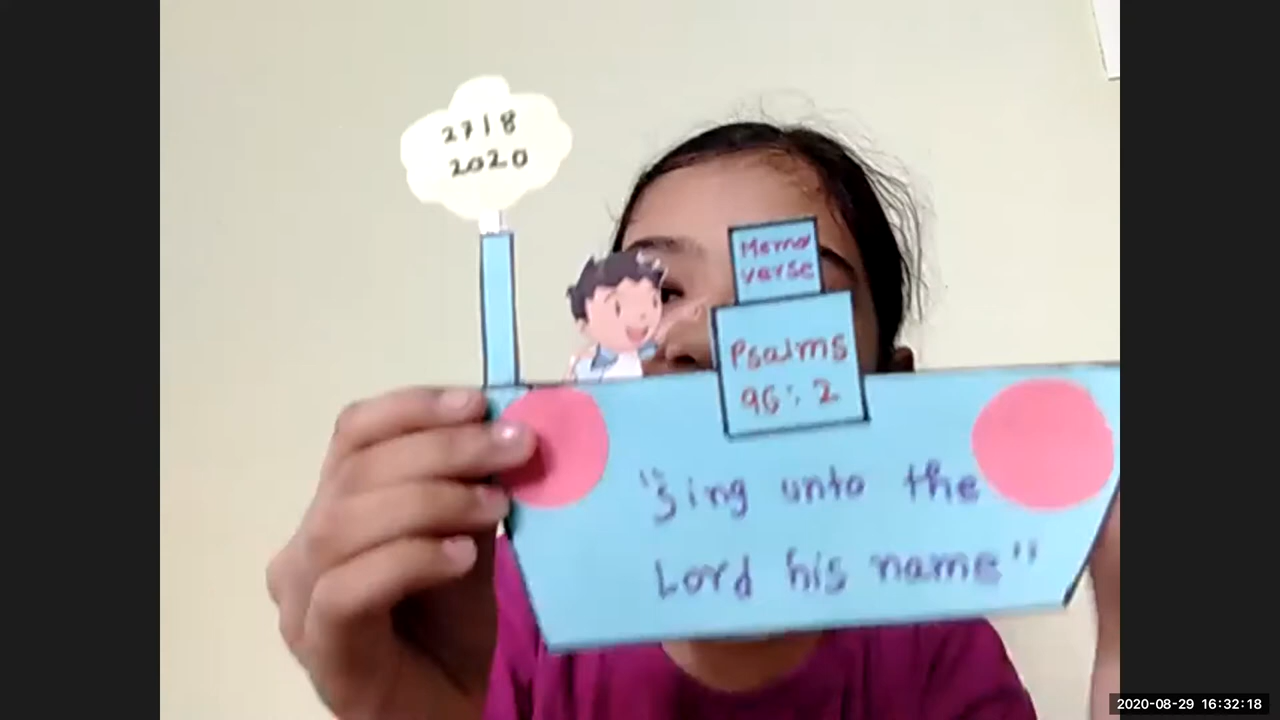 27/8
2020
Memo
verse
Psalms
96:2
"Sing unto the
Lord his name"
2020-08-29 16:32:18